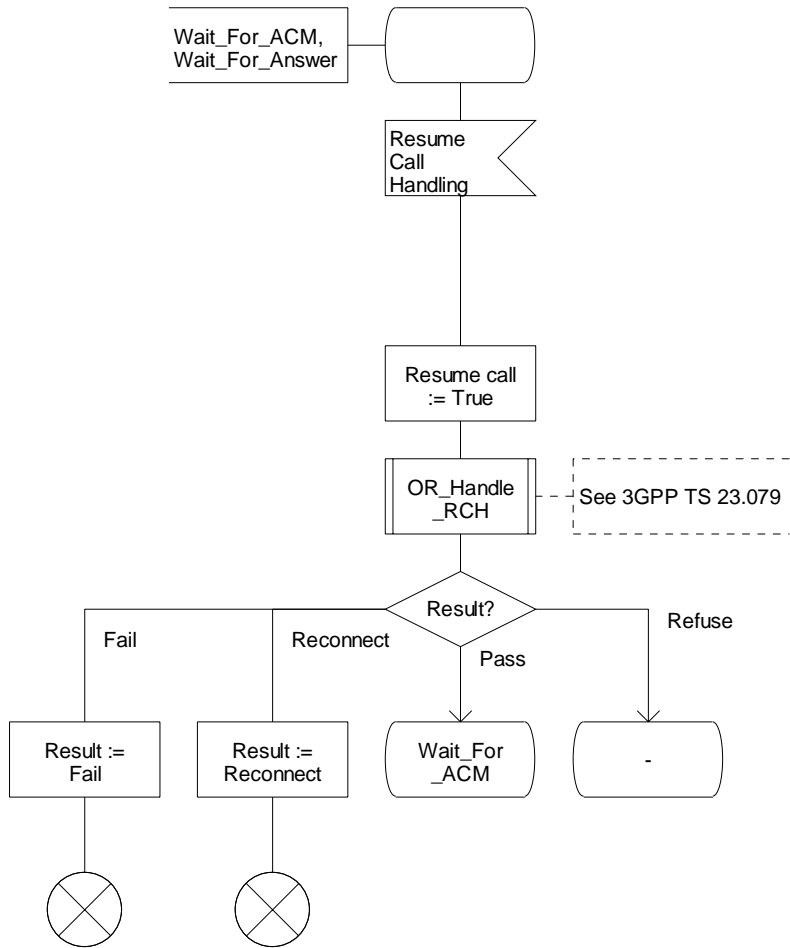 Wait_For_ACM,
Wait_For_Answer
Resume
Call
Handling
Resume call
:= True
OR_Handle
_RCH
See 3GPP TS 23.079
Result?
Fail
Reconnect
Pass
Refuse
Result :=
Fail
Result :=
Reconnect
Wait_For
_ACM
-